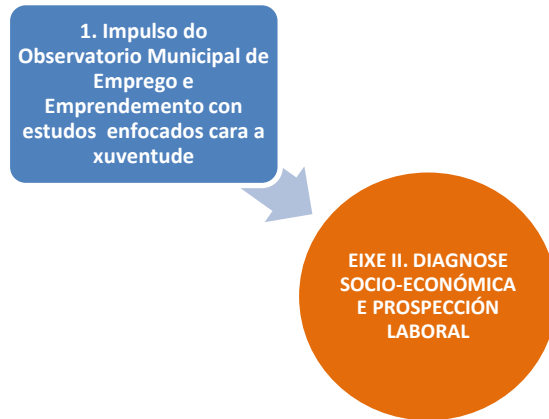 1. Impulso do
Observatorio Municipal de
Emprego e
Emprendemento con
estudos enfocados cara a
xuventude
EIXE II. DIAGNOSE
SOCIO-ECONÓMICA
E PROSPECCIÓN
LABORAL